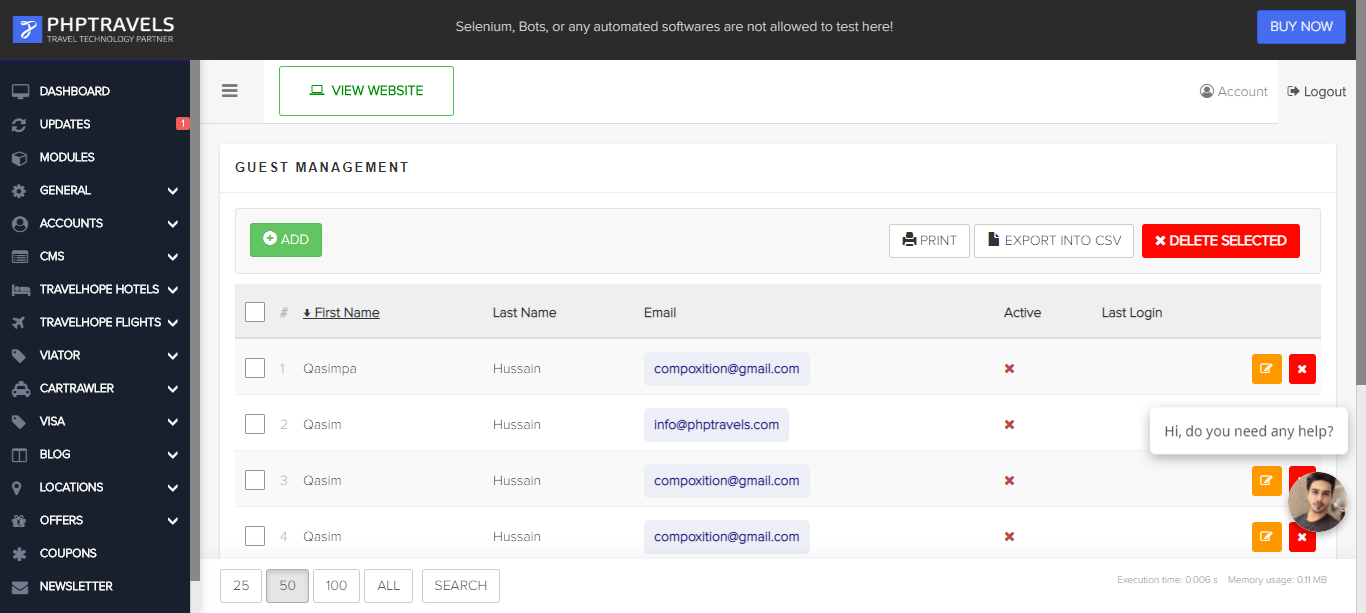 PHPTRAVELS
TRAVEL TECHNOLOGY PARTNER
Selenium, Bots, or any automated softwares are not allowed to test here!
BUY NOW
DASHBOARD
UPDATES 1
MODULES
GENERAL
ACCOUNTS
CMS
TRAVELHOPE HOTELS
TRAVELHOPE FLIGHTS
VIATOR
CARTRAWLER
VISA
BLOG
LOCATIONS
OFFERS
COUPONS
NEWSLETTER
VIEW WEBSITE
Account Logout
GUEST MANAGEMENT
ADD PRINT EXPORT INTO CSV DELETE SELECTED
# First Name Last Name Email Active Last Login
1 Qasimpa Hussain compoxition@gmail.com
2 Qasim Hussain info@phptravels.com
3 Qasim Hussain compoxition@gmail.com
4 Qasim Hussain compoxition@gmail.com
Hi, do you need any help?
25 50 100 ALL SEARCH
Execution time: 0.006 s Memory usage: 0.11 MB